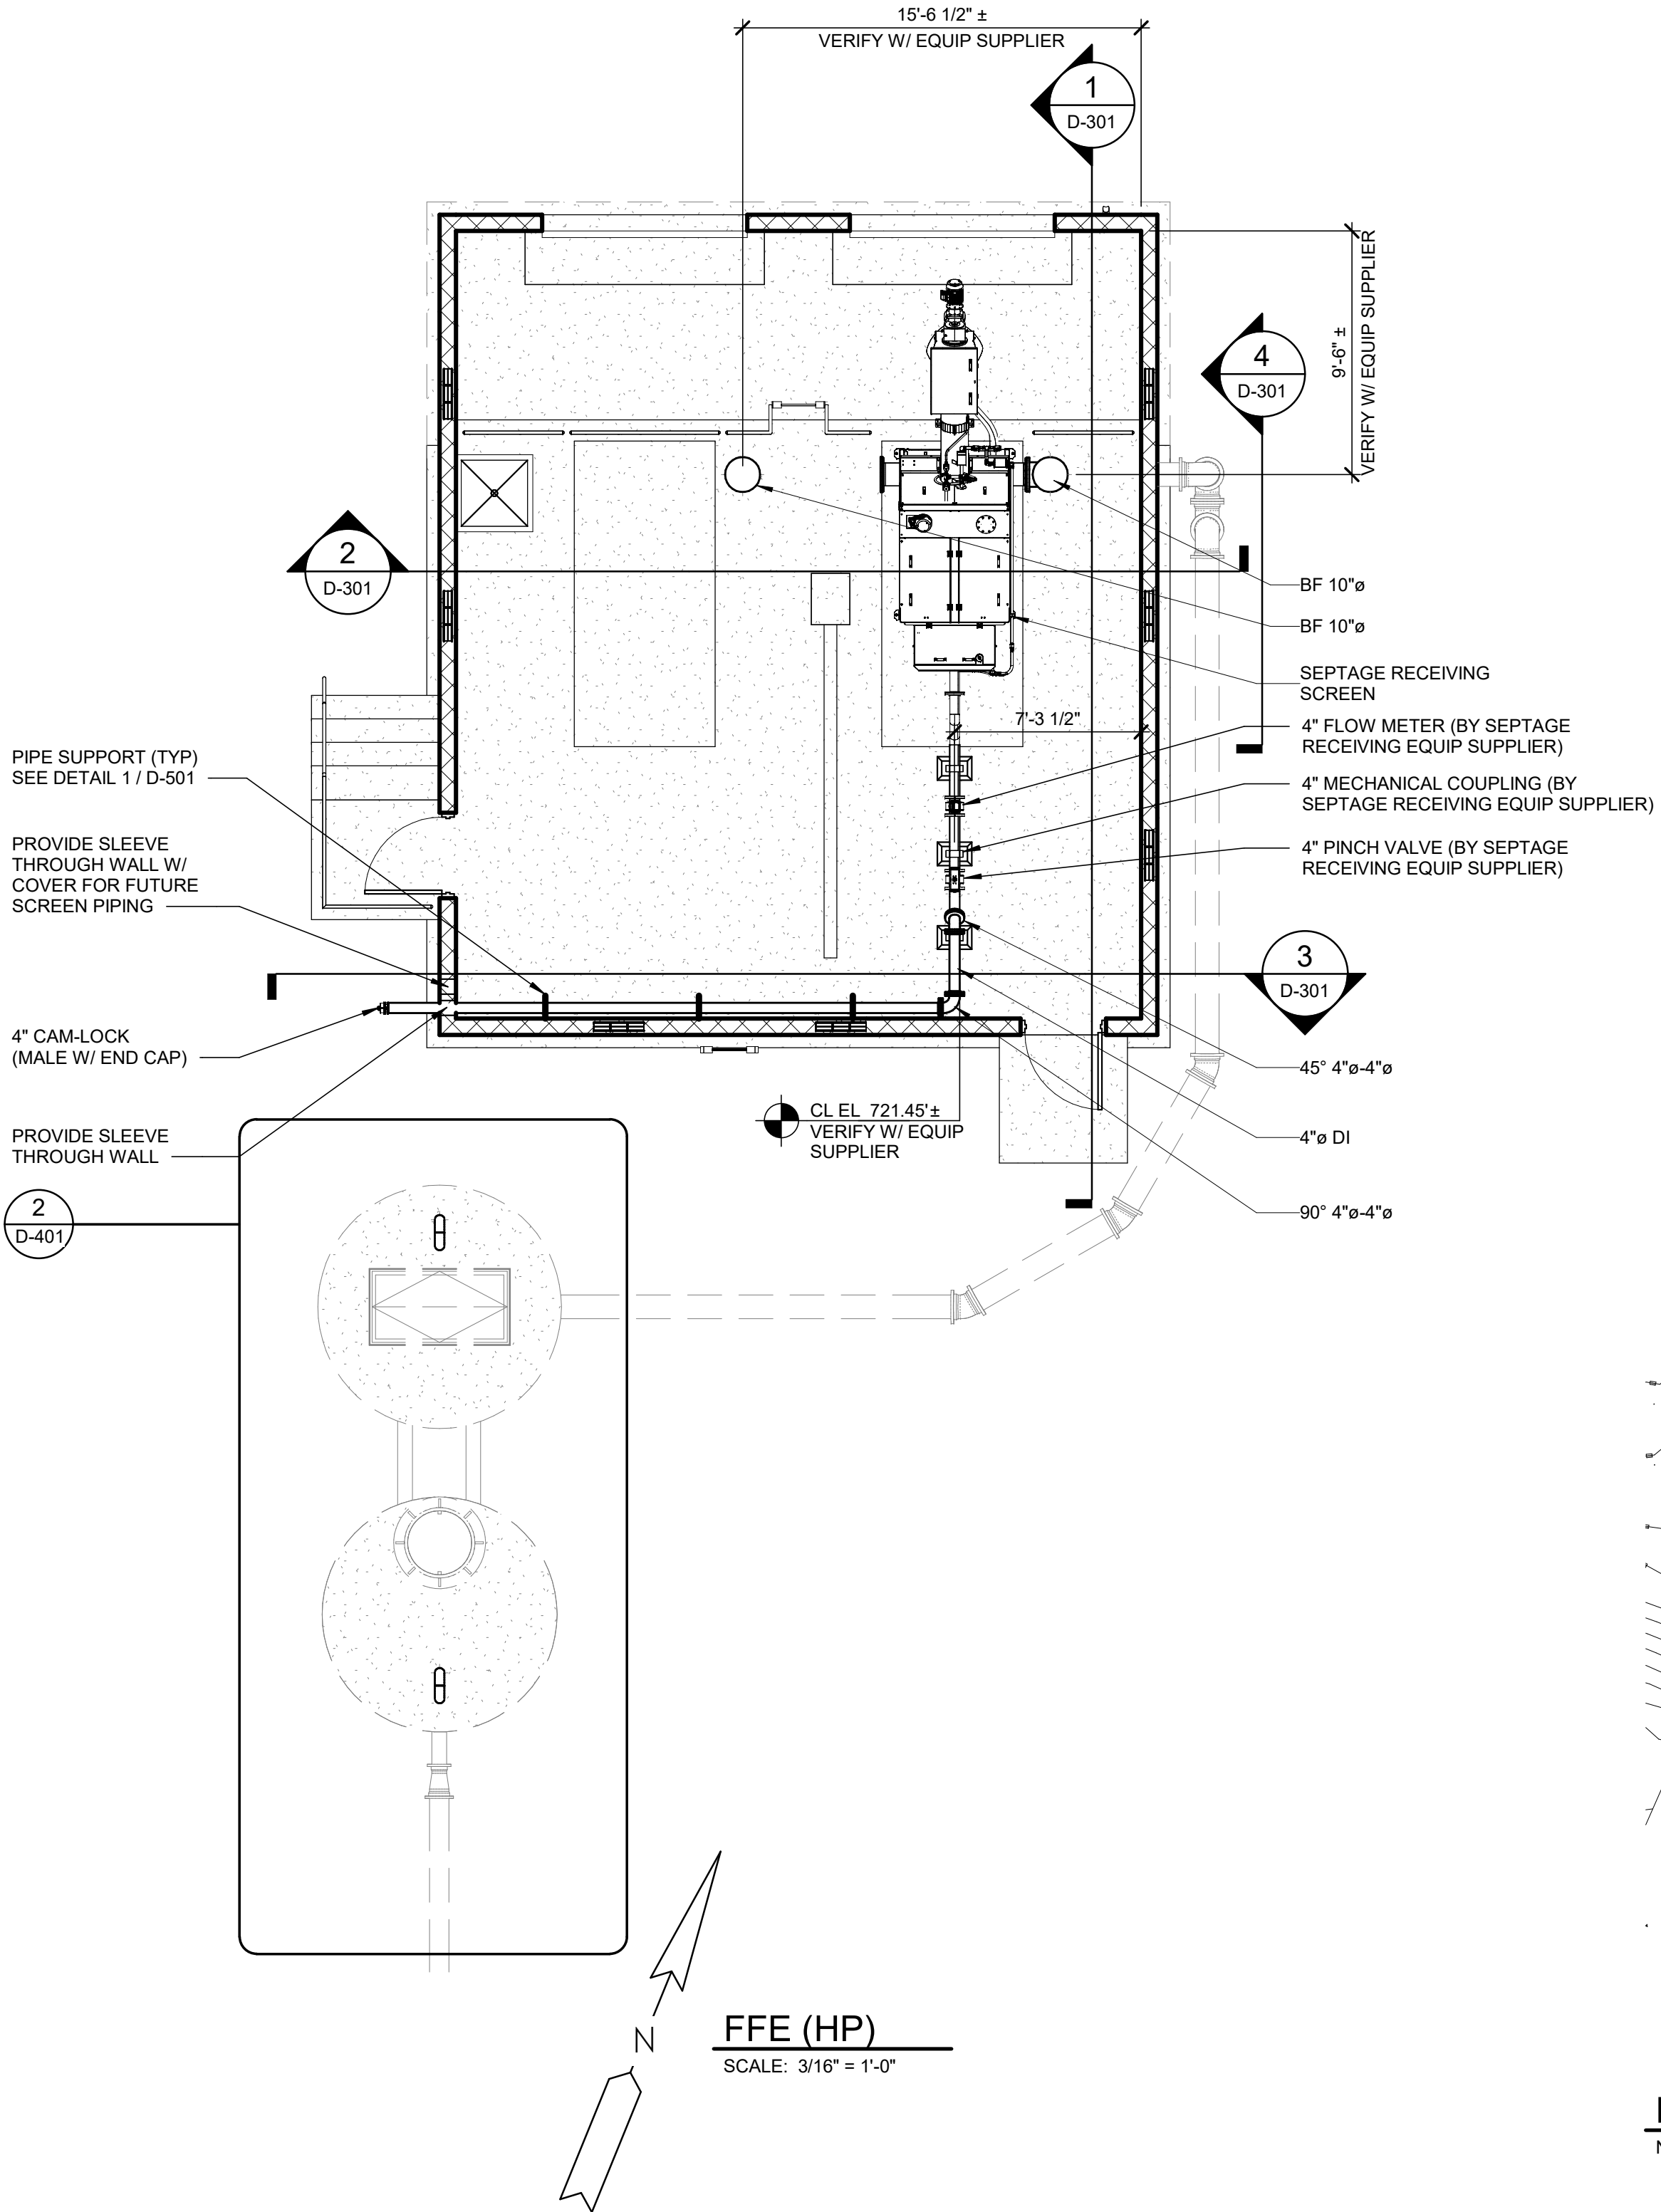 15'-6 1/2" ±
VERIFY W/ EQUIP SUPPLIER
1
D-301
9'-6" ±
VERIFY W/ EQUIP SUPPLIER
4
D-301
2
D-301
BF 10"ø
BF 10"ø
SEPTAGE RECEIVING
SCREEN
7'-3 1/2"
4" FLOW METER (BY SEPTAGE
RECEIVING EQUIP SUPPLIER)
PIPE SUPPORT (TYP)
SEE DETAIL 1 / D-501
4" MECHANICAL COUPLING (BY
SEPTAGE RECEIVING EQUIP SUPPLIER)
PROVIDE SLEEVE
THROUGH WALL W/
COVER FOR FUTURE
SCREEN PIPING
4" PINCH VALVE (BY SEPTAGE
RECEIVING EQUIP SUPPLIER)
3
D-301
4" CAM-LOCK
(MALE W/ END CAP)
45° 4"ø-4"ø
CL EL 721.45'±
VERIFY W/ EQUIP
SUPPLIER
PROVIDE SLEEVE
THROUGH WALL
4"ø DI
2
D-401
90° 4"ø-4"ø
N
FFE (HP)
SCALE: 3/16" = 1'-0"